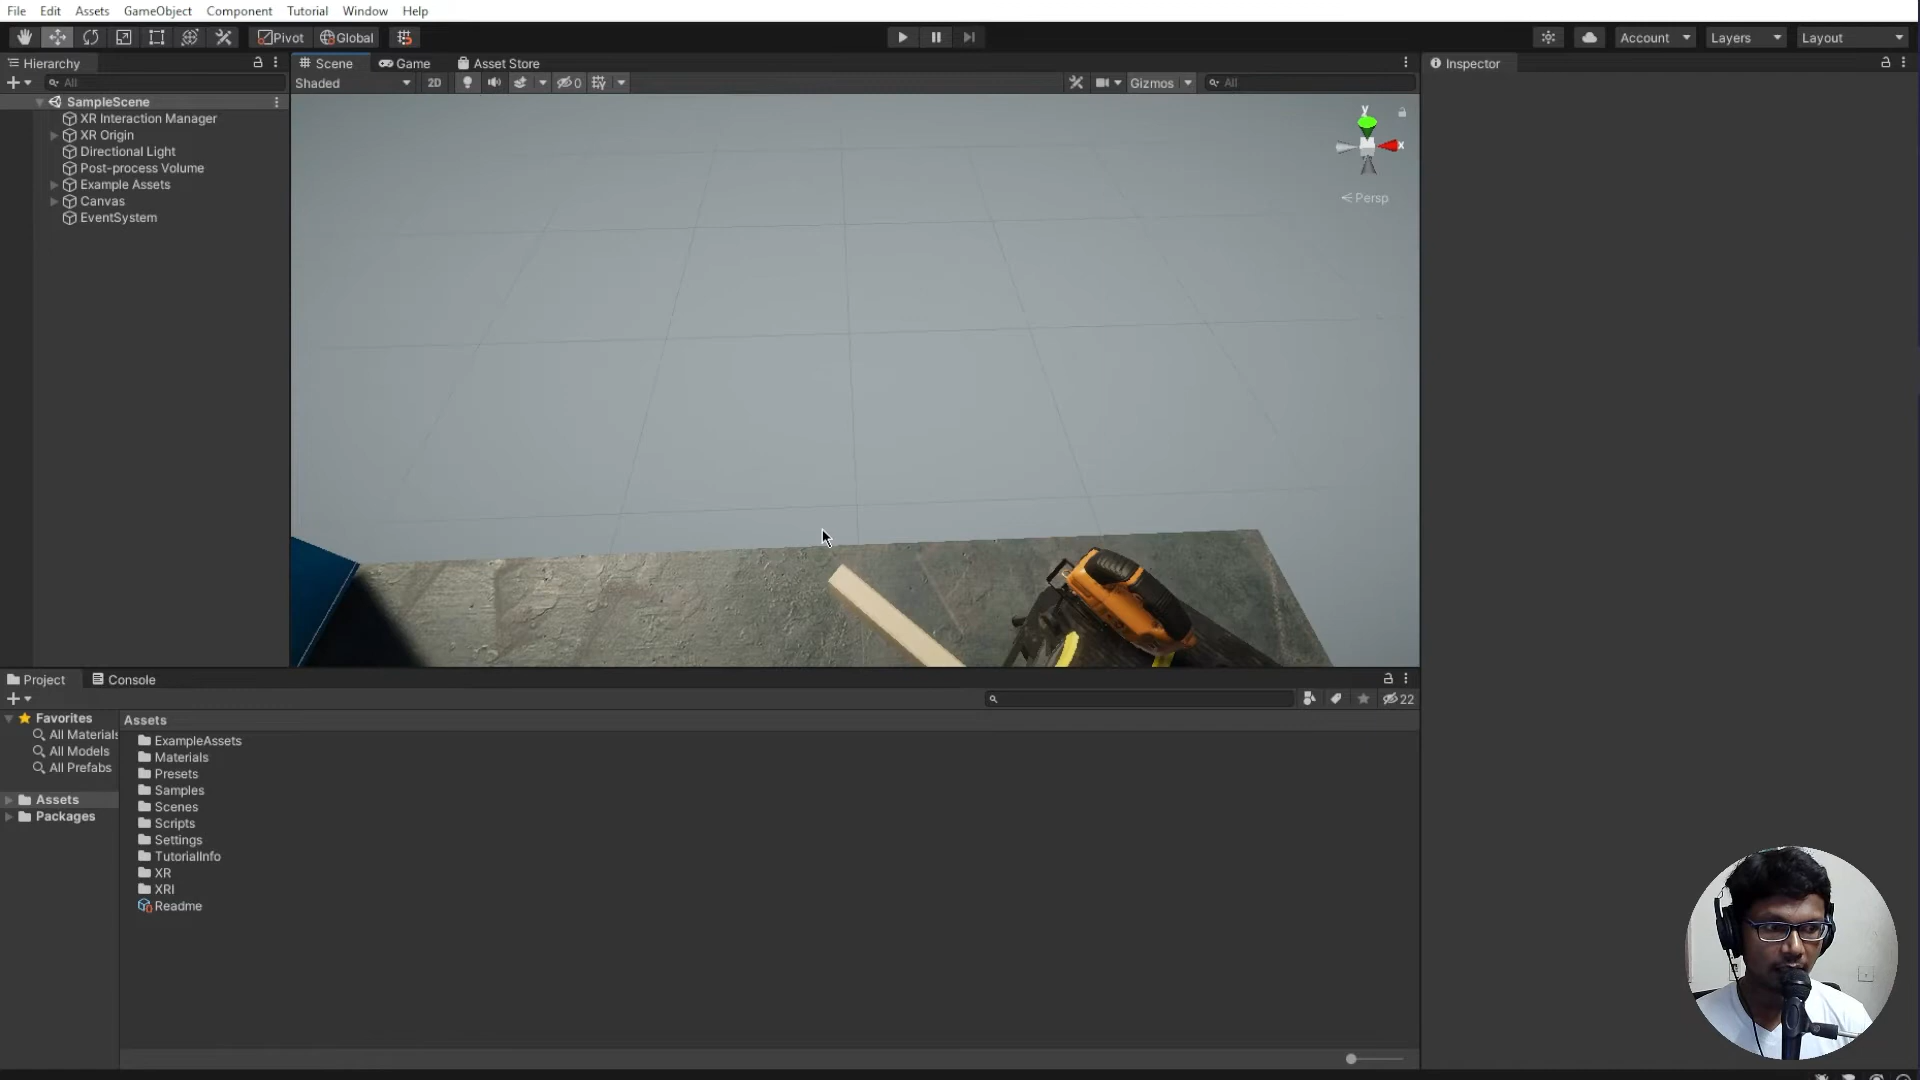 File Edit Assets GameObject Component Tutorial Window Help
Pivot Global Account Layers Layout
Hierarchy
All
SampleScene
XR Interaction Manager
XR Origin
Directional Light
Post-process Volume
Example Assets
Canvas
EventSystem
Scene Game Asset Store
Shaded 2D 0 Gizmos All
y
x
Persp
Inspector
Project Console
22
Favorites
All Materials
All Models
All Prefabs
Assets
Packages
Assets
ExampleAssets
Materials
Presets
Samples
Scenes
Scripts
Settings
TutorialInfo
XR
XRI
Readme